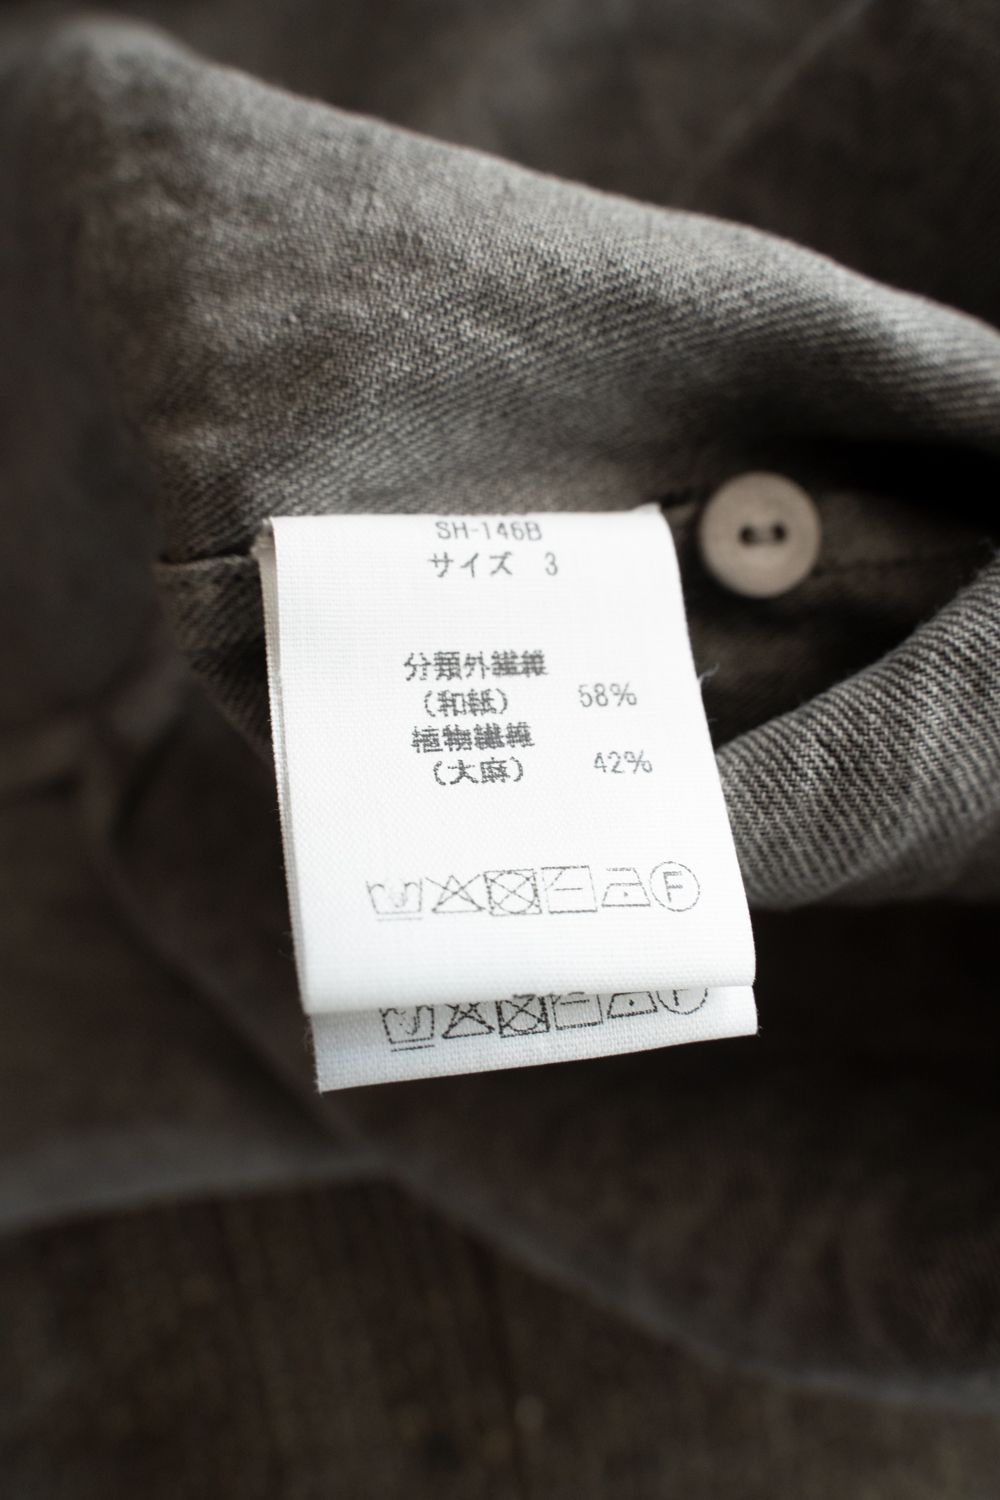 SH-146B
サイズ 3
分類外繊維
(和紙) 58%
植物繊維
(大麻) 42%
F